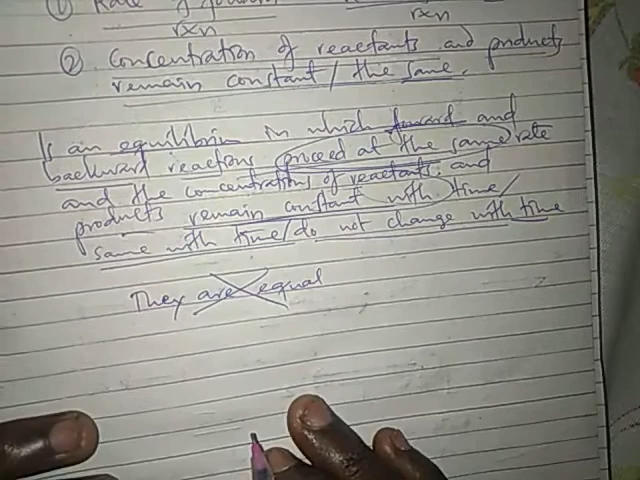 ① Rate of
rxn rxn
② Concentration of reactants and products
remain constant / the same.
Is an equilibrium in which forward and
backward reactions proceed at the same rate
and the concentrations of reactants and
products remain constant with time/
same with time/do not change with time
They are equal